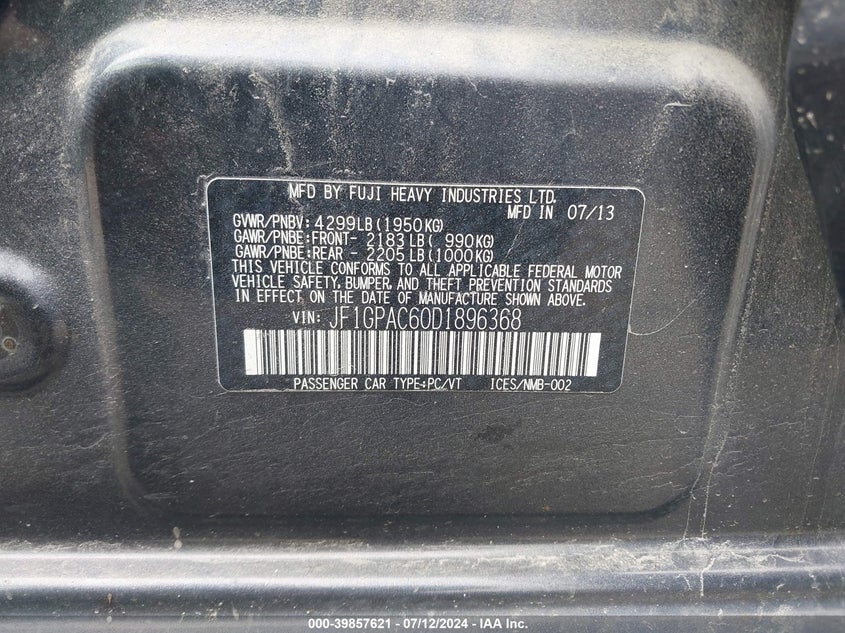 MFD BY FUJI HEAVY INDUSTRIES LTD.
MFD IN 07/13
GVWR/PNBV: 4299LB(1950KG)
GAWR/PNBE:FRONT- 2183LB( 990KG)
GAWR/PNBE:REAR - 2205LB(1000KG)
THIS VEHICLE CONFORMS TO ALL APPLICABLE FEDERAL MOTOR
VEHICLE SAFETY, BUMPER, AND THEFT PREVENTION STANDARDS
IN EFFECT ON THE DATE OF MANUFACTURE SHOWN ABOVE.
VIN: JF1GPAC60D1896368
PASSENGER CAR TYPE:PC/VT ICES/NMB-002
000-39857621 - 07/12/2024 - IAA Inc.